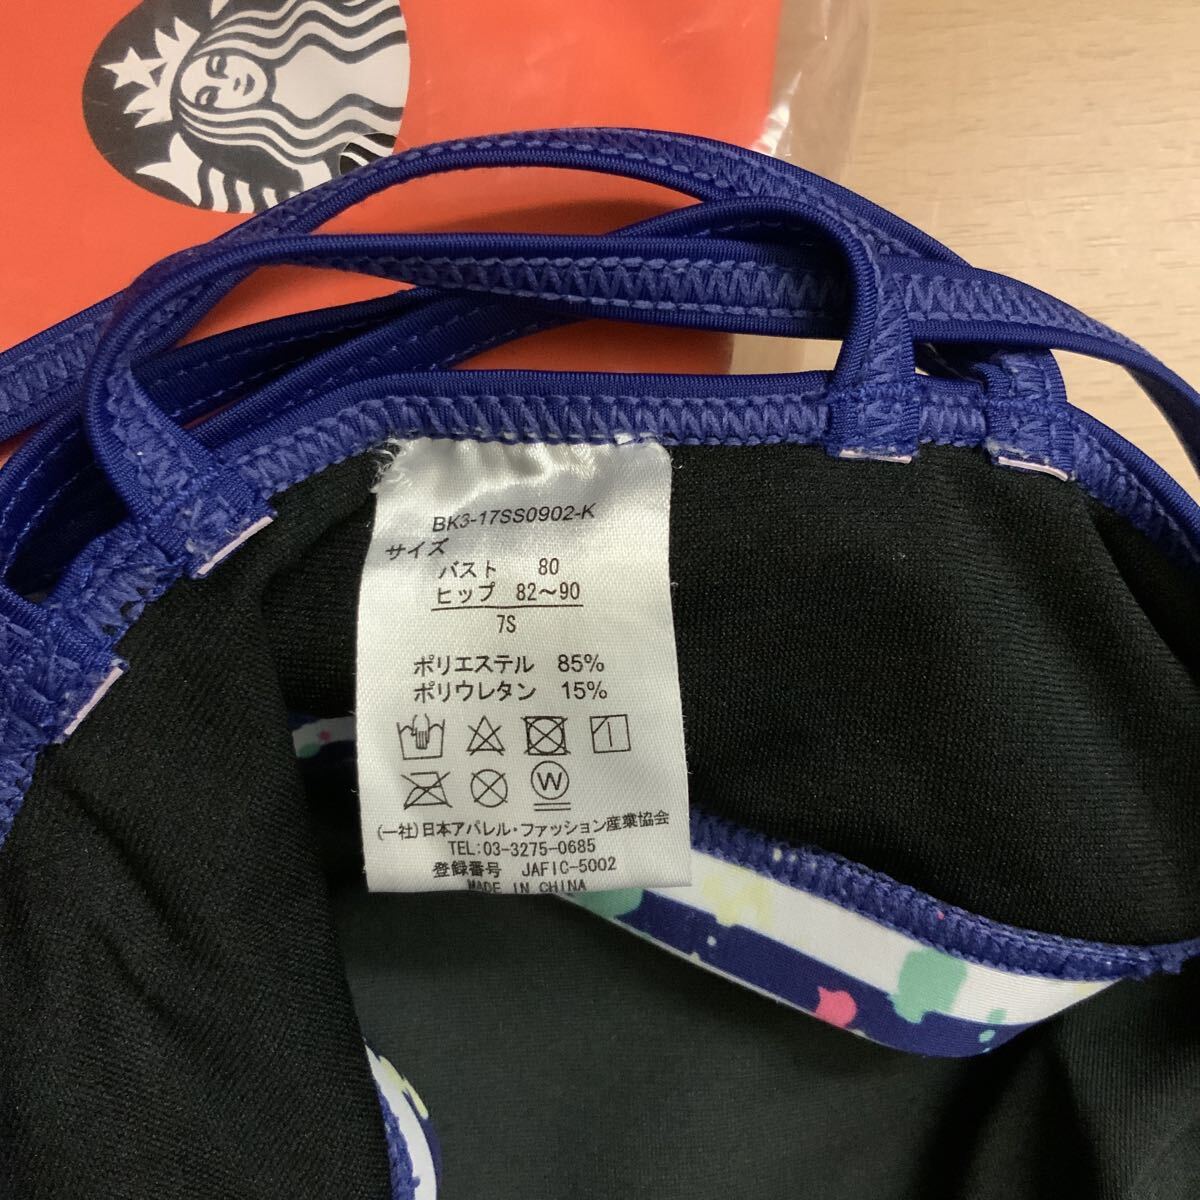 BK3-17SS0902-K
サイズ
バスト 80
ヒップ 82～90
7S
ポリエステル 85%
ポリウレタン 15%
W
(一社)日本アパレル・ファッション産業協会
TEL:03-3275-0685
登録番号 JAFIC-5002
MADE IN CHINA